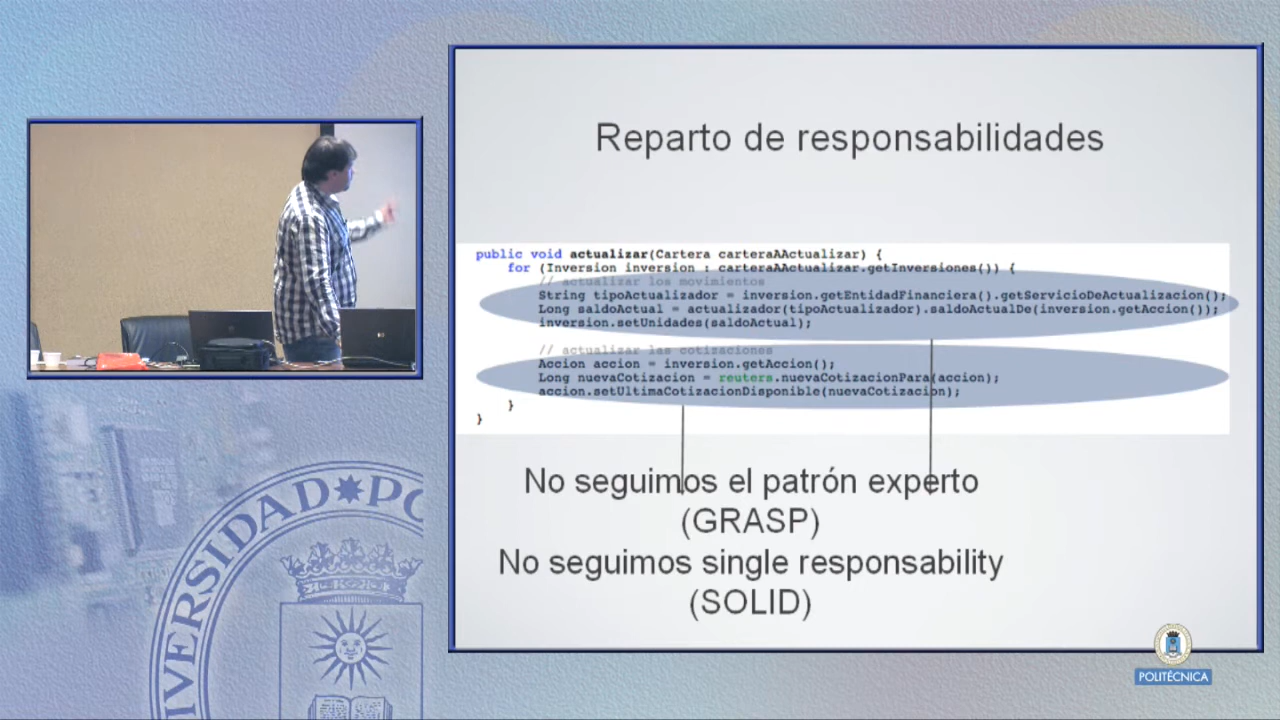 Reparto de responsabilidades
public void actualizar(Cartera carteraAActualizar) {
for (Inversion inversion : carteraAActualizar.getInversiones()) {
// actualizar los movimientos
String tipoActualizador = inversion.getEntidadFinanciera().getServicioDeActualizacion();
Long saldoActual = actualizador(tipoActualizador).saldoActualDe(inversion.getAccion());
inversion.setUnidades(saldoActual);
// actualizar las cotizaciones
Accion accion = inversion.getAccion();
Long nuevaCotizacion = reuters.nuevaCotizacionPara(accion);
accion.setUltimaCotizacionDisponible(nuevaCotizacion);
}
}
No seguimos el patrón experto
(GRASP)
No seguimos single responsability
(SOLID)
VERSIDAD PO
POLITÉCNICA